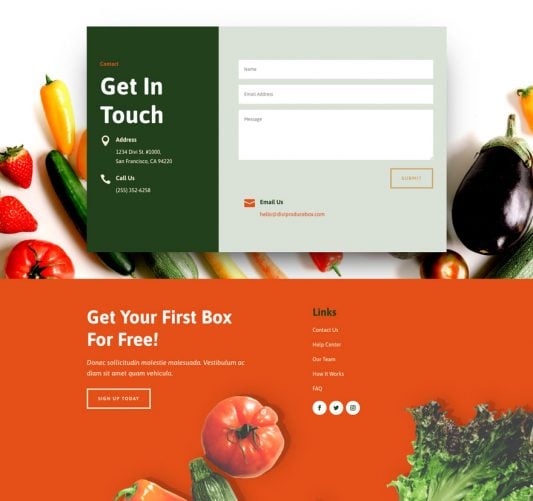 Contact
Get In
Touch
Address
1234 Divi St. #1000,
San Francisco, CA 94220
Call Us
(255) 352-6258
Name
Email Address
Message
SUBMIT
Email Us
hello@diviproducebox.com
Get Your First Box
For Free!
Donec sollicitudin molestie malesuada. Vestibulum ac
diam sit amet quam vehicula.
SIGN UP TODAY
Links
Contact Us
Help Center
Our Team
How It Works
FAQ